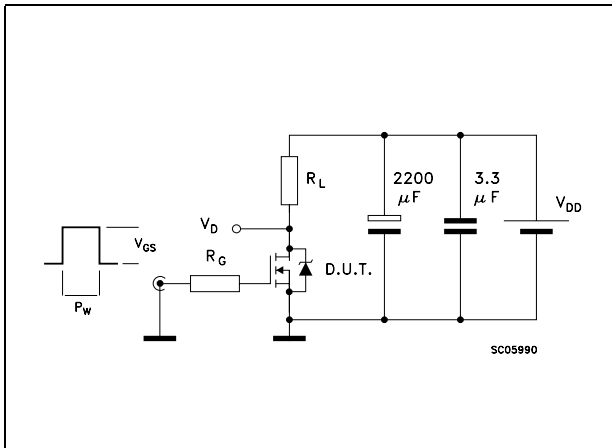 R_L
2200 μF
3.3 μF
V_DD
V_D
V_GS
R_G
D.U.T.
P_W
SC05990